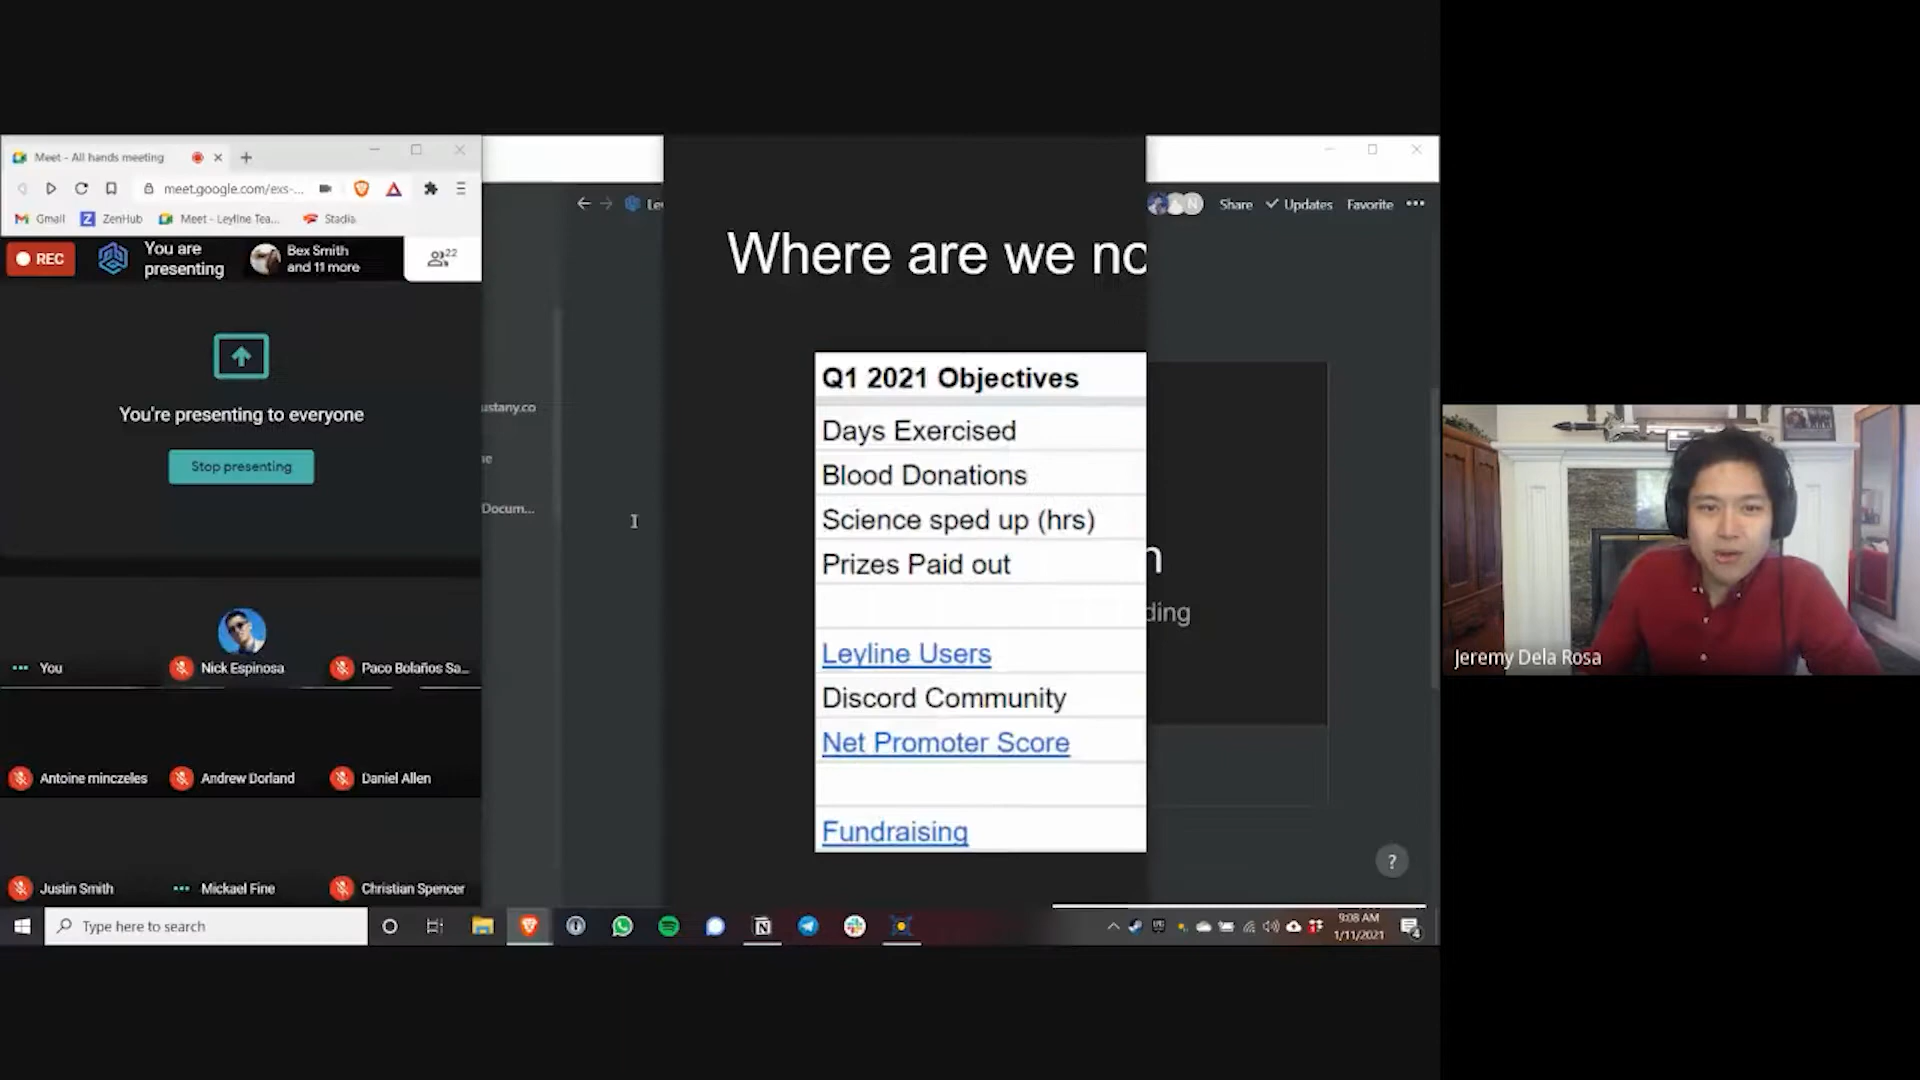 Meet - All hands meeting
meet.google.com/exs-...
Gmail
ZenHub
Meet - Leyline Tea...
Stadia
REC
You are
presenting
Bex Smith
and 11 more
22
You're presenting to everyone
Stop presenting
You
Nick Espinosa
Paco Bolaños Sa...
Antoine minczeles
Andrew Dorland
Daniel Allen
Justin Smith
Mickael Fine
Christian Spencer
ustany.co
Docum...
N
Share
Updates
Favorite
Where are we no
Q1 2021 Objectives
Days Exercised
Blood Donations
Science sped up (hrs)
Prizes Paid out
Leyline Users
Discord Community
Net Promoter Score
Fundraising
n
ding
?
Type here to search
9:08 AM
1/11/2021
4
Jeremy Dela Rosa